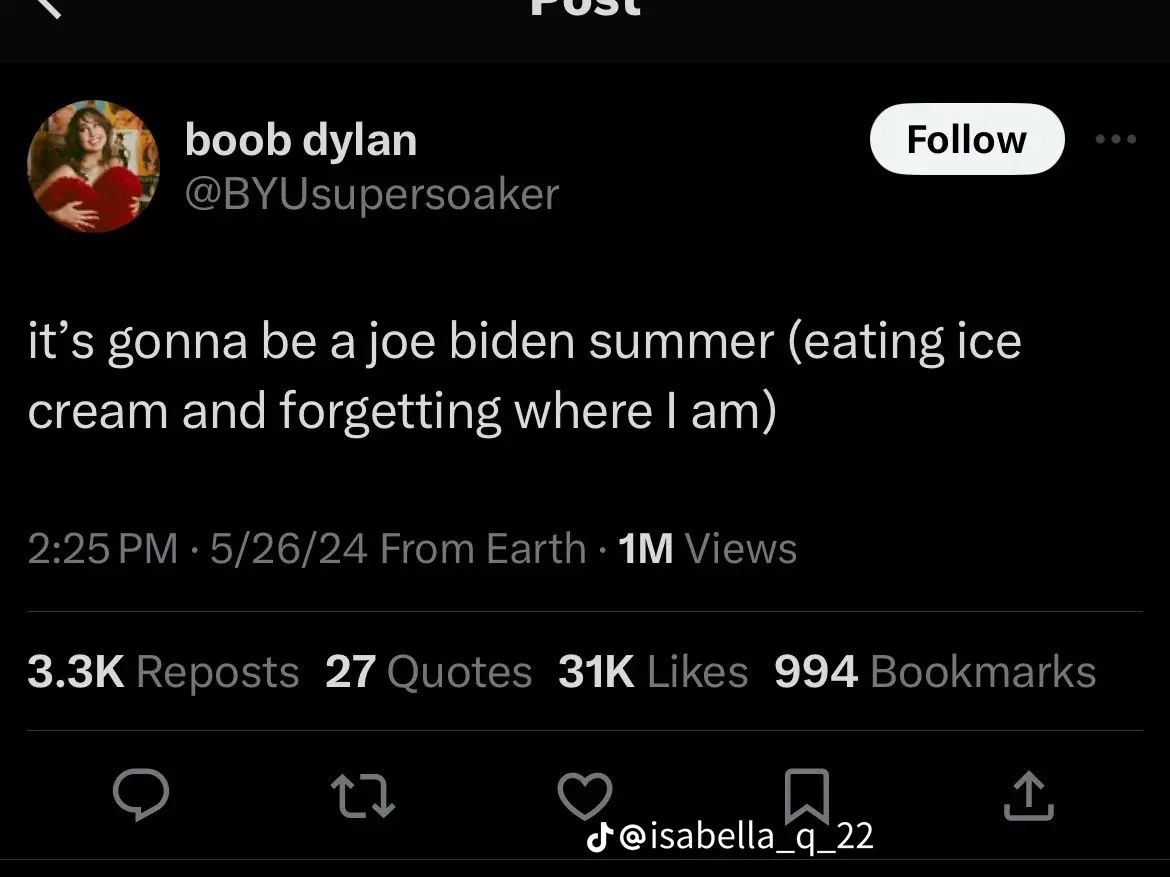 Post
boob dylan
@BYUsupersoaker
Follow
it’s gonna be a joe biden summer (eating ice
cream and forgetting where I am)
2:25 PM · 5/26/24 From Earth · 1M Views
3.3K Reposts 27 Quotes 31K Likes 994 Bookmarks
@isabella_q_22